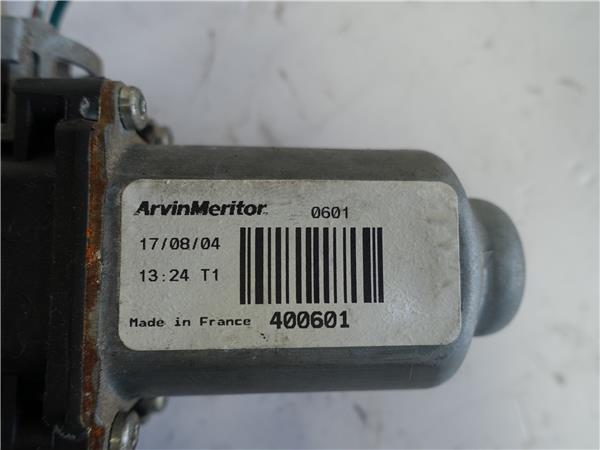 ArvinMeritor 0601
17/08/04
13:24 T1
Made in France 400601